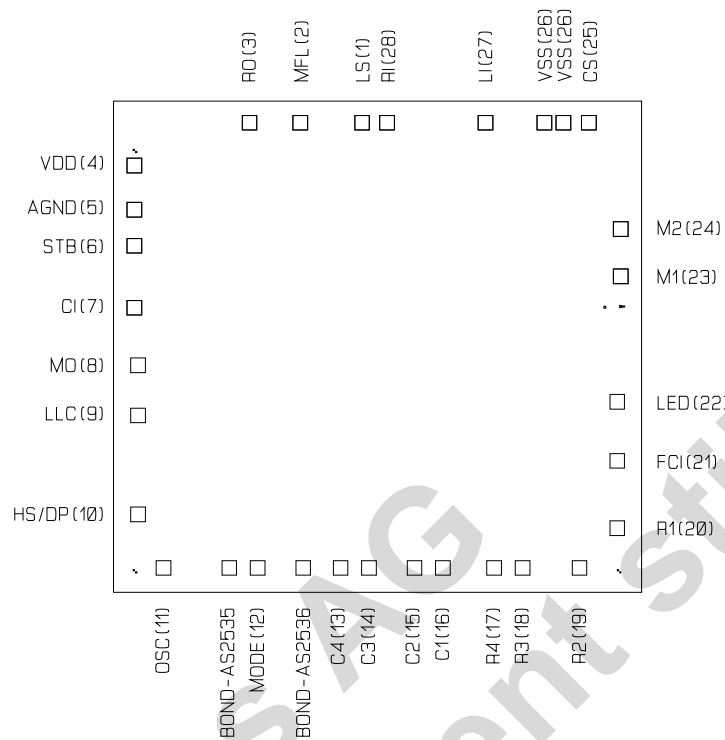 RO(3)
MFL(2)
LS(1)
RI(28)
LI(27)
VSS(26)
VSS(26)
CS(25)
VDD(4)
AGND(5)
STB(6)
CI(7)
MO(8)
LLC(9)
HS/DP(10)
M2(24)
M1(23)
LED(22)
FCI(21)
R1(20)
OSC(11)
BOND-AS2535
MODE(12)
BOND-AS2536
C4(13)
C3(14)
C2(15)
C1(16)
R4(17)
R3(18)
R2(19)
AG